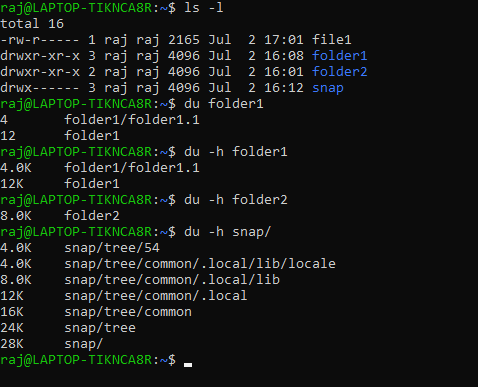 raj@LAPTOP-TIKNCA8R:~$ ls -l
total 16
-rw-r----- 1 raj raj 2165 Jul  2 17:01 file1
drwxr-xr-x 3 raj raj 4096 Jul  2 16:08 folder1
drwxr-xr-x 2 raj raj 4096 Jul  2 16:01 folder2
drwx------ 3 raj raj 4096 Jul  2 16:12 snap
raj@LAPTOP-TIKNCA8R:~$ du folder1
4       folder1/folder1.1
12      folder1
raj@LAPTOP-TIKNCA8R:~$ du -h folder1
4.0K    folder1/folder1.1
12K     folder1
raj@LAPTOP-TIKNCA8R:~$ du -h folder2
8.0K    folder2
raj@LAPTOP-TIKNCA8R:~$ du -h snap/
4.0K    snap/tree/54
4.0K    snap/tree/common/.local/lib/locale
8.0K    snap/tree/common/.local/lib
12K     snap/tree/common/.local
16K     snap/tree/common
24K     snap/tree
28K     snap/
raj@LAPTOP-TIKNCA8R:~$